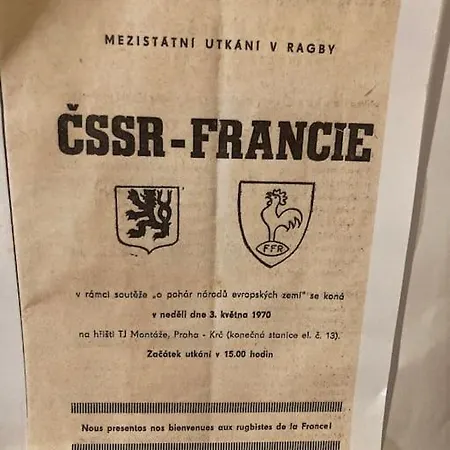 MEZISTÁTNÍ UTKÁNÍ V RAGBY
ČSSR-FRANCIE
FFR
v rámci soutěže „o pohár národů evropských zemí" se koná
v neděli dne 3. května 1970
na hřišti TJ Montáže, Praha - Krč (konečná stanice el. č. 13).
Začátek utkání v 15.00 hodin
Nous presentos nos bienvenues aux rugbistes de la France!